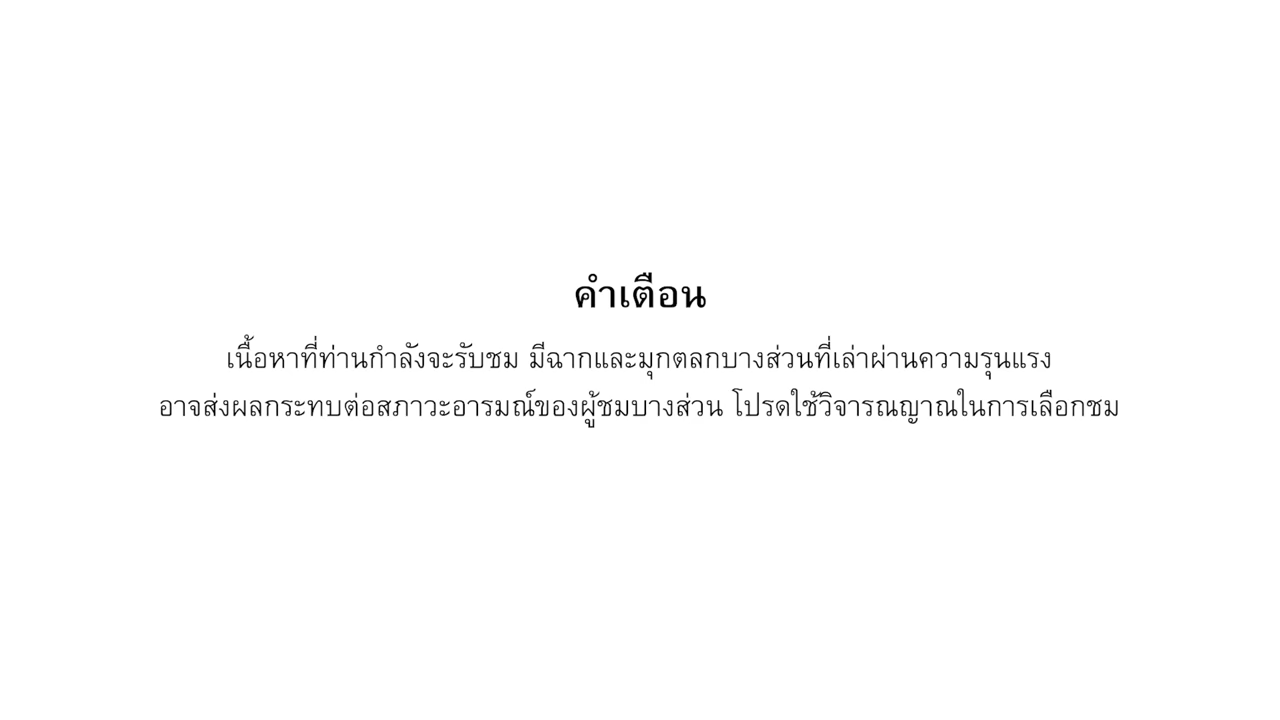 คำเตือน
เนื้อหาที่ท่านกำลังจะรับชม มีฉากและมุกตลกบางส่วนที่เล่าผ่านความรุนแรง
อาจส่งผลกระทบต่อสภาวะอารมณ์ของผู้ชมบางส่วน โปรดใช้วิจารณญาณในการเลือกชม